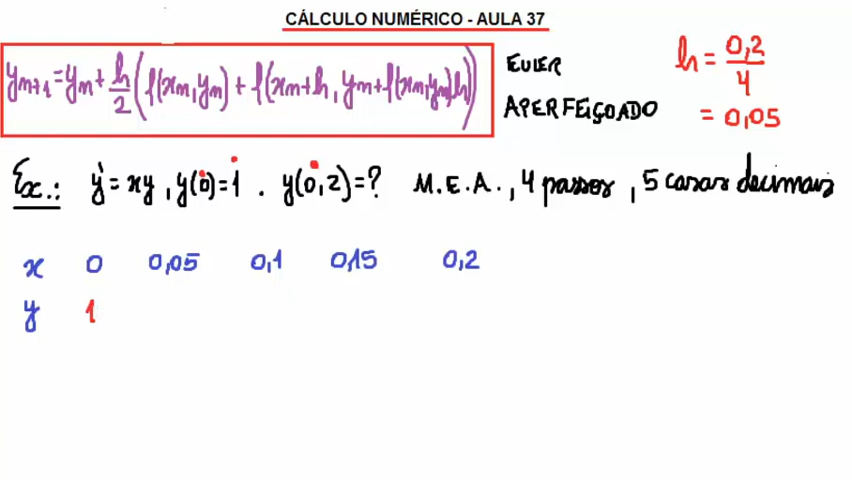 CÁLCULO NUMÉRICO - AULA 37
yₙ₊₁ = yₙ + h/2 (f(xₙ, yₙ) + f(xₙ + h, yₙ + f(xₙ, yₙ)h))
EULER
APERFEIÇOADO
h = 0,2/4
= 0,05
Ex.: y' = xy, y(0) = 1 . y(0,2) = ? M.E.A., 4 passos, 5 casas decimais
x 0 0,05 0,1 0,15 0,2
y 1